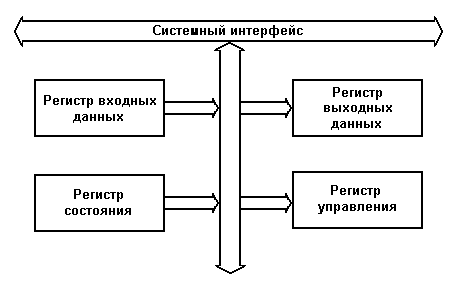 Системный интерфейс
Регистр входных
данных
Регистр
выходных
данных
Регистр
состояния
Регистр
управления